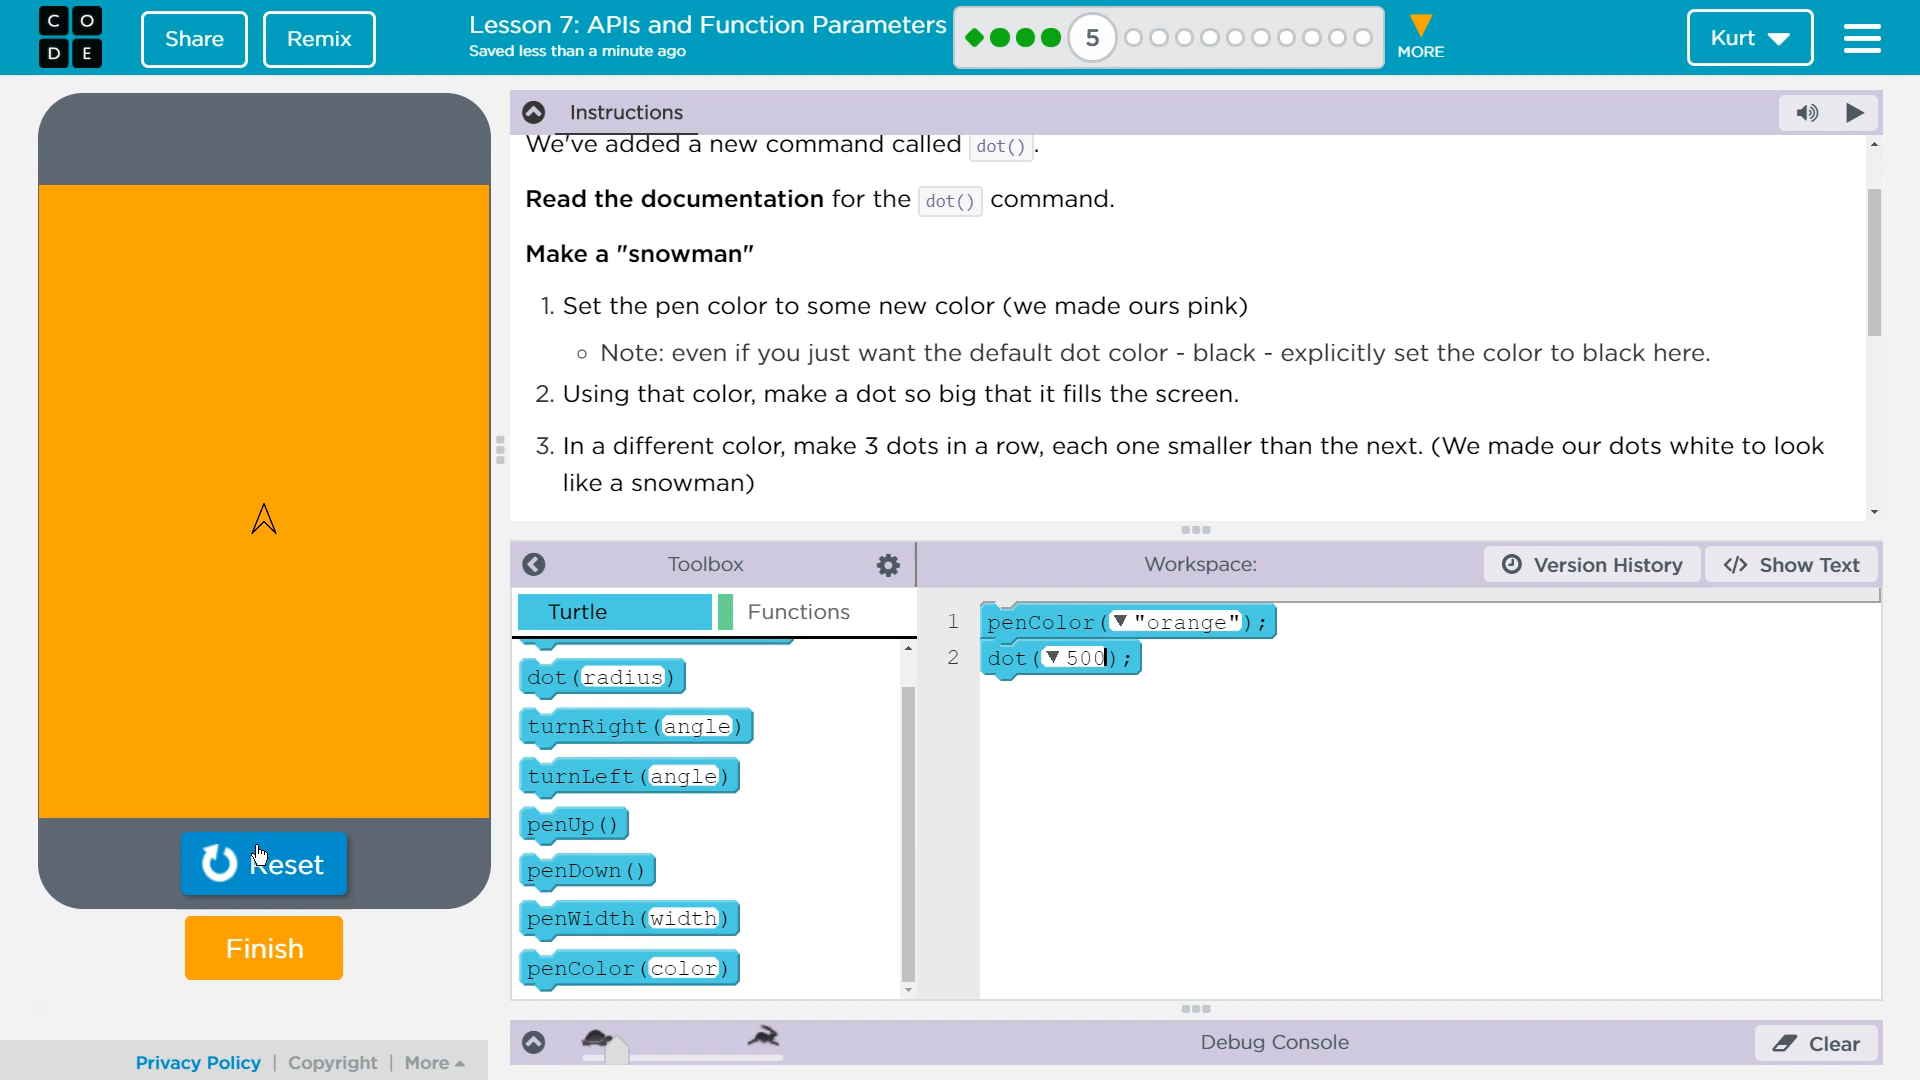 C O
D E
Share
Remix
Lesson 7: APIs and Function Parameters
Saved less than a minute ago
5
MORE
Kurt
Instructions
We've added a new command called dot() .
Read the documentation for the dot() command.
Make a "snowman"
1. Set the pen color to some new color (we made ours pink)
Note: even if you just want the default dot color - black - explicitly set the color to black here.
2. Using that color, make a dot so big that it fills the screen.
3. In a different color, make 3 dots in a row, each one smaller than the next. (We made our dots white to look
like a snowman)
Toolbox
Workspace:
Version History
</> Show Text
Turtle
Functions
dot(radius)
turnRight(angle)
turnLeft(angle)
penUp()
penDown()
penWidth(width)
penColor(color)
1 penColor(▼ "orange");
2 dot(▼ 500);
Reset
Finish
Debug Console
Clear
Privacy Policy | Copyright | More